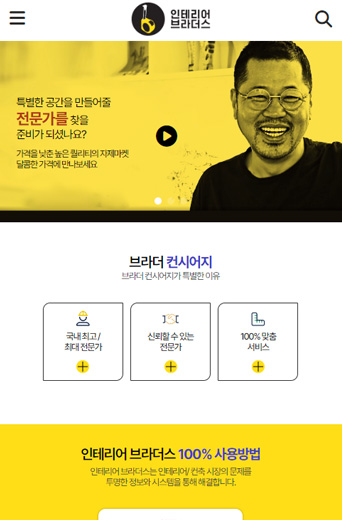 인테리어
브라더스
특별한 공간을 만들어줄
전문가를 찾을
준비가 되셨나요?
가격을 낮춘 높은 퀄리티의 자제마켓
달콤한 가격에 만나보세요
브라더 컨시어지
브라더 컨시어지가 특별한 이유
국내 최고 /
최대 전문가
신뢰할 수 있는
전문가
100% 맞춤
서비스
인테리어 브라더스 100% 사용방법
인테리어 브라더스는 인테리어/ 건축 시장의 문제를
투명한 정보와 시스템을 통해 해결합니다.